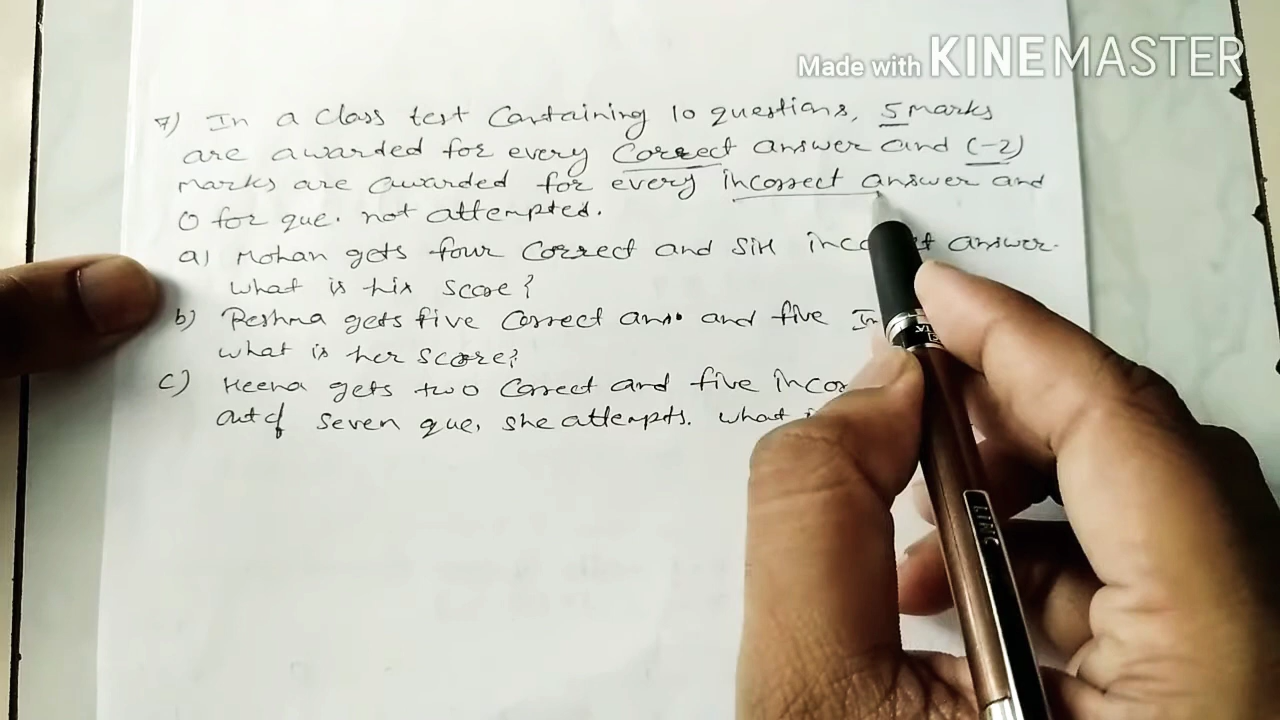 Made with KINEMASTER
7) In a class test Containing 10 questions, 5 marks
are awarded for every correct answer and (-2)
marks are awarded for every incorrect answer and
0 for que. not attempted.
a) Mohan gets four correct and six answer.
what is his score?
b) Reshma gets five correct ans. and five
what is her score?
c) Heena gets two correct and five
out of seven que. she attempts. what
LINC